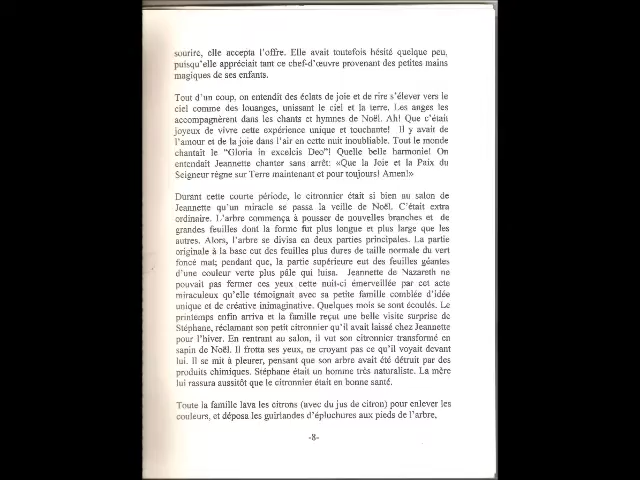 sourire, elle accepta l'offre. Elle avait toutefois hésité quelque peu,
puisqu'elle appréciait tant ce chef-d'œuvre provenant des petites mains
magiques de ses enfants.
Tout d'un coup, on entendit des éclats de joie et de rire s'élever vers le
ciel comme des louanges, unissant le ciel et la terre. Les anges les
accompagnèrent dans les chants et hymnes de Noël. Ah! Que c'était
joyeux de vivre cette expérience unique et touchante! Il y avait de
l'amour et de la joie dans l'air en cette nuit inoubliable. Tout le monde
chantait le "Gloria in excelcis Deo"! Quelle belle harmonie! On
entendait Jeannette chanter sans arrêt: «Que la Joie et la Paix du
Seigneur règne sur Terre maintenant et pour toujours! Amen!»
Durant cette courte période, le citronnier était si bien au salon de
Jeannette qu'un miracle se passa la veille de Noël. C'était extra
ordinaire. L'arbre commença à pousser de nouvelles branches et de
grandes feuilles dont la forme fut plus longue et plus large que les
autres. Alors, l'arbre se divisa en deux parties principales. La partie
originale à la base eut des feuilles plus dures de taille normale du vert
foncé mat; pendant que, la partie supérieure eut des feuilles géantes
d'une couleur verte plus pâle qui luisa. Jeannette de Nazareth ne
pouvait pas fermer ces yeux cette nuit-ci émerveillée par cet acte
miraculeux qu'elle témoignait avec sa petite famille comblée d'idée
unique et de créative inimaginative. Quelques mois se sont écoulés. Le
printemps enfin arriva et la famille reçut une belle visite surprise de
Stéphane, réclamant son petit citronnier qu'il avait laissé chez Jeannette
pour l'hiver. En rentrant au salon, il vut son citronnier transformé en
sapin de Noël. Il frotta ses yeux, ne croyant pas ce qu'il voyait devant
lui. Il se mit à pleurer, pensant que son arbre avait été détruit par des
produits chimiques. Stéphane était un homme très naturaliste. La mère
lui rassura aussitôt que le citronnier était en bonne santé.
Toute la famille lava les citrons (avec du jus de citron) pour enlever les
couleurs, et déposa les guirlandes d'épluchures aux pieds de l'arbre,
-8-